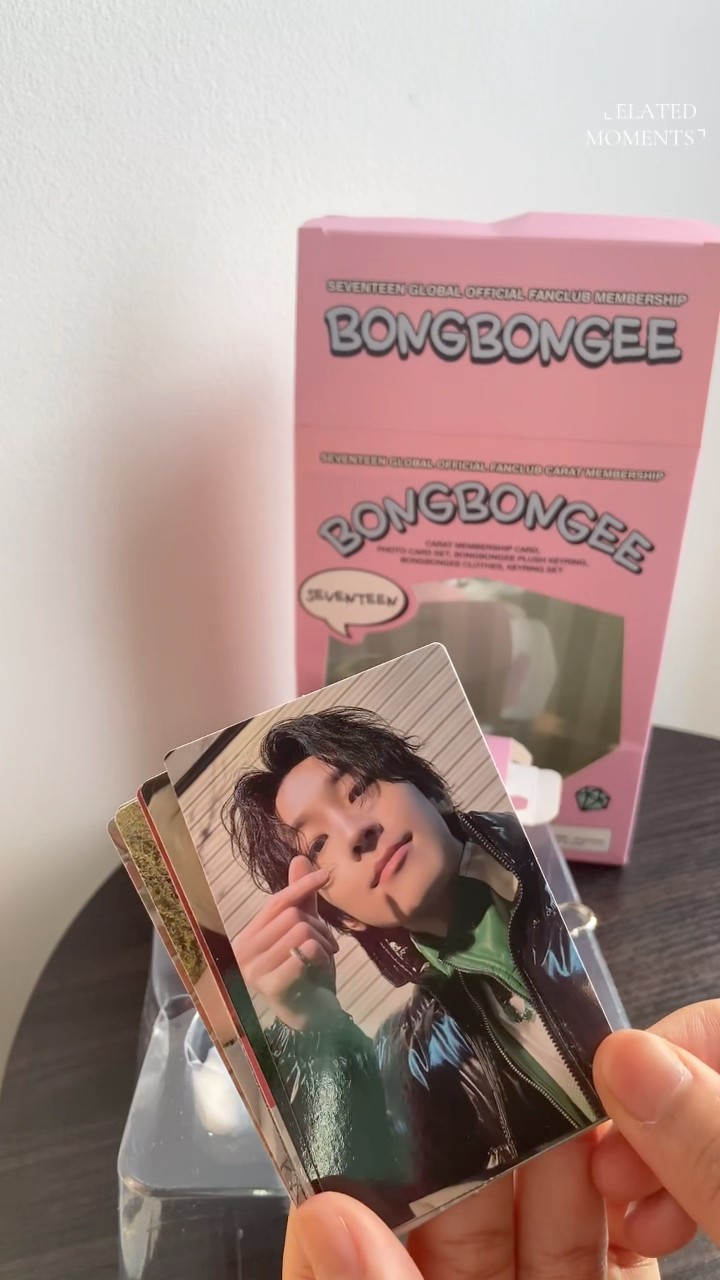 ⌞ELATED
MOMENTS⌝
SEVENTEEN GLOBAL OFFICIAL FANCLUB MEMBERSHIP
BONGBONGEE
SEVENTEEN GLOBAL OFFICIAL FANCLUB CARAT MEMBERSHIP
BONGBONGEE
CARAT MEMBERSHIP CARD,
PHOTO CARD SET, BONGBONGEE PLUSH KEYRING,
BONGBONGEE CLOTHES, KEYRING SET
SEVENTEEN